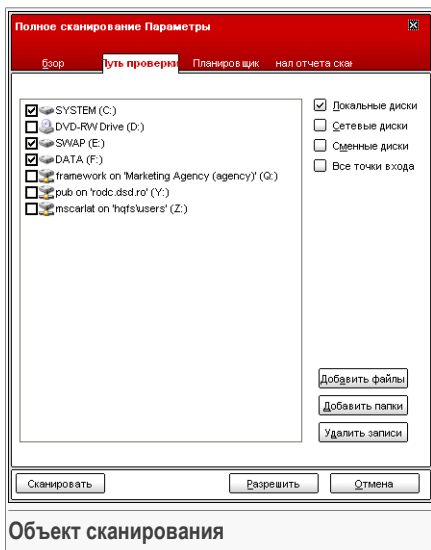 Полное сканирование Параметры
бзор
Туть проверки
Планировщик
нал отчета скан
SYSTEM (C:)
DVD-RW Drive (D:)
SWAP (E:)
DATA (F:)
framework on 'Marketing Agency (agency)' (Q:)
pub on 'rodc.dsd.ro' (Y:)
mscarlat on 'hqfs\users' (Z:)
Локальные диски
Сетевые диски
Сменные диски
Все точки входа
Добавить файлы
Добавить папки
Удалить записи
Сканировать
Разрешить
Отмена
Объект сканирования